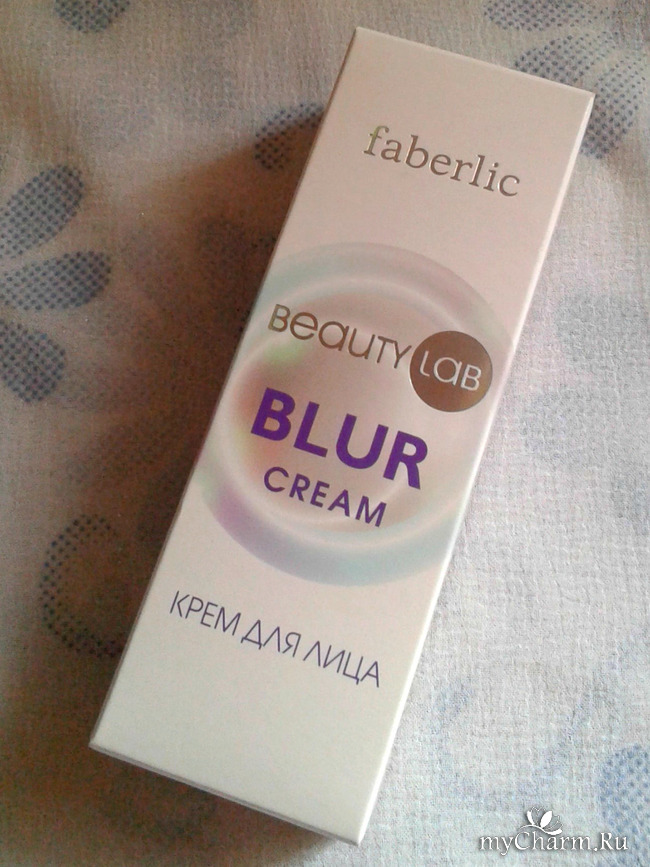 faberlic
Beauty Lab
BLUR
CREAM
КРЕМ ДЛЯ ЛИЦА
myCharm.Ru